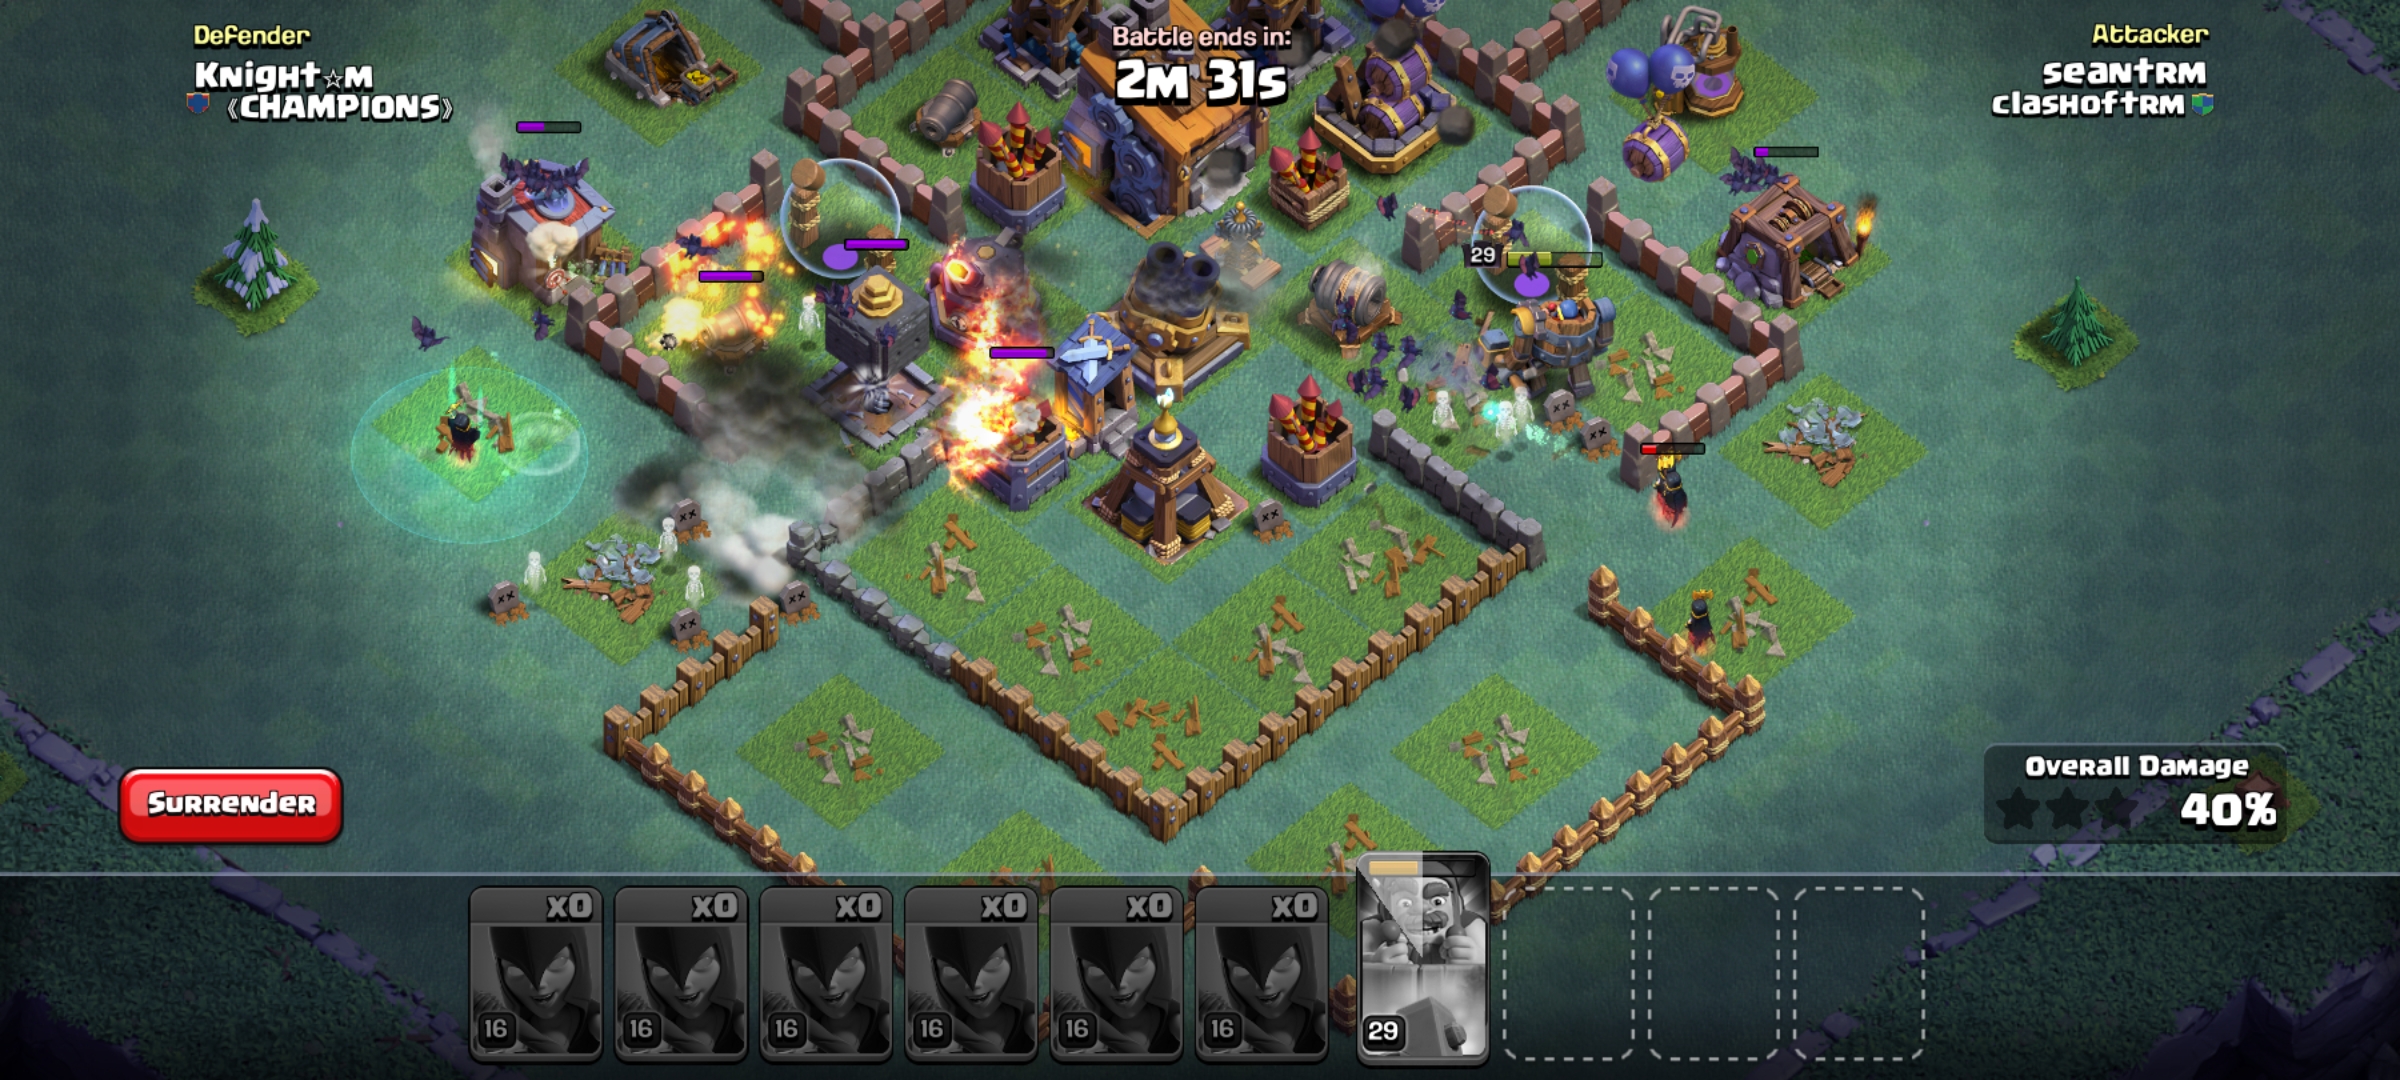 Defender
Knight☆M
《CHAMPIONS》
Battle ends in:
2M 31s
Attacker
seantRM
clashoftRM
29
Surrender
Overall Damage
40%
x0
x0
x0
x0
x0
x0
16
16
16
16
16
16
29